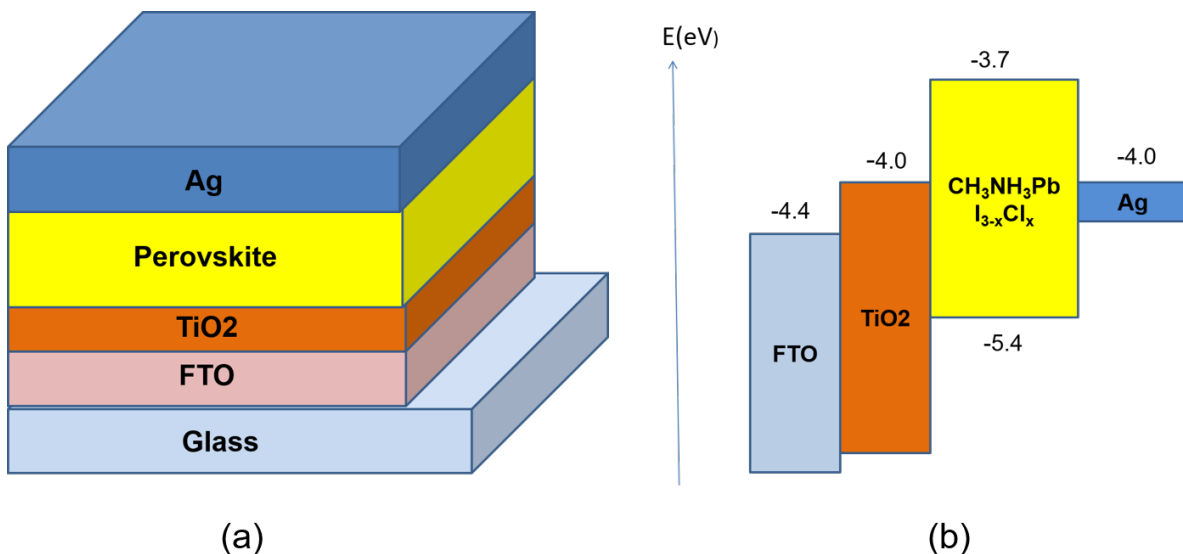 Ag
Perovskite
TiO2
FTO
Glass
(a)
E(eV)
-4.4
FTO
-4.0
TiO2
-3.7
CH₃NH₃Pb
I₃₋ₓClₓ
-5.4
-4.0
Ag
(b)